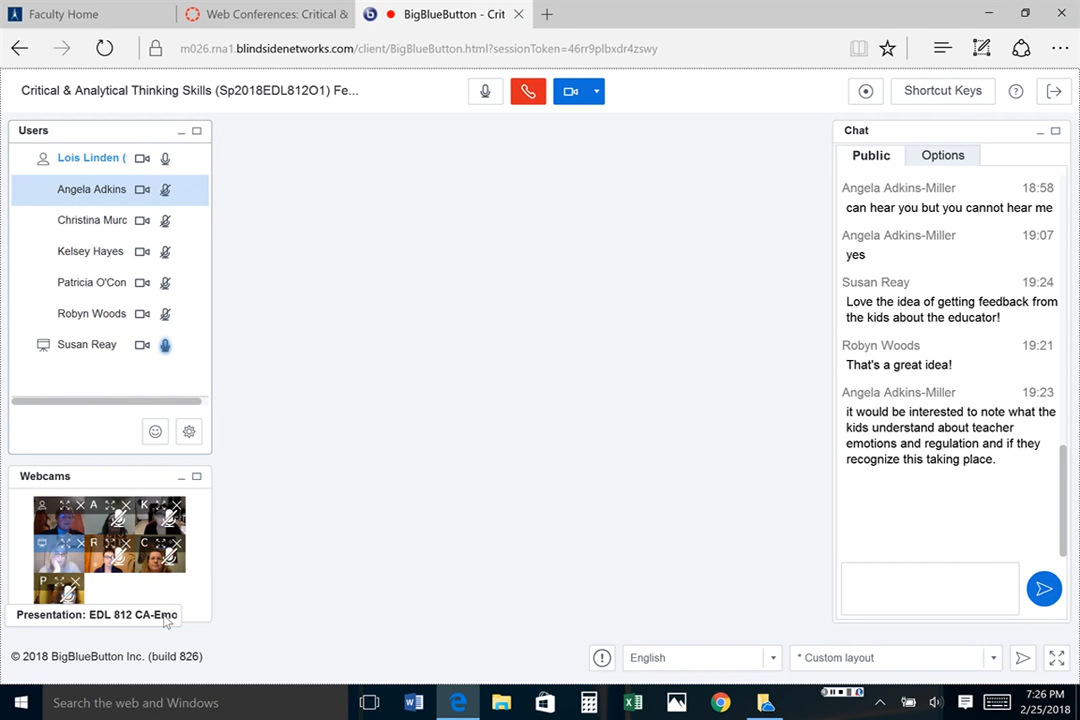 Faculty Home
Web Conferences: Critical &
BigBlueButton - Crit
m026.rna1.blindsidenetworks.com/client/BigBlueButton.html?sessionToken=46rr9plbxdr4zswy
Critical & Analytical Thinking Skills (Sp2018EDL812O1) Fe...
Shortcut Keys
Users
Lois Linden (
Angela Adkins
Christina Murc
Kelsey Hayes
Patricia O'Con
Robyn Woods
Susan Reay
Webcams
A K
R C
P
Presentation: EDL 812 CA-Emo
Chat
Public Options
Angela Adkins-Miller 18:58
can hear you but you cannot hear me
Angela Adkins-Miller 19:07
yes
Susan Reay 19:24
Love the idea of getting feedback from
the kids about the educator!
Robyn Woods 19:21
That's a great idea!
Angela Adkins-Miller 19:23
it would be interested to note what the
kids understand about teacher
emotions and regulation and if they
recognize this taking place.
© 2018 BigBlueButton Inc. (build 826)
English
* Custom layout
Search the web and Windows
7:26 PM
2/25/2018